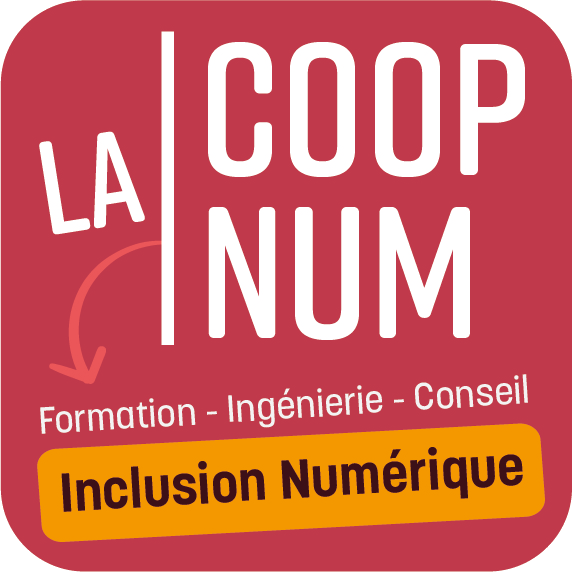 LA
COOP
NUM
Formation - Ingénierie - Conseil
Inclusion Numérique